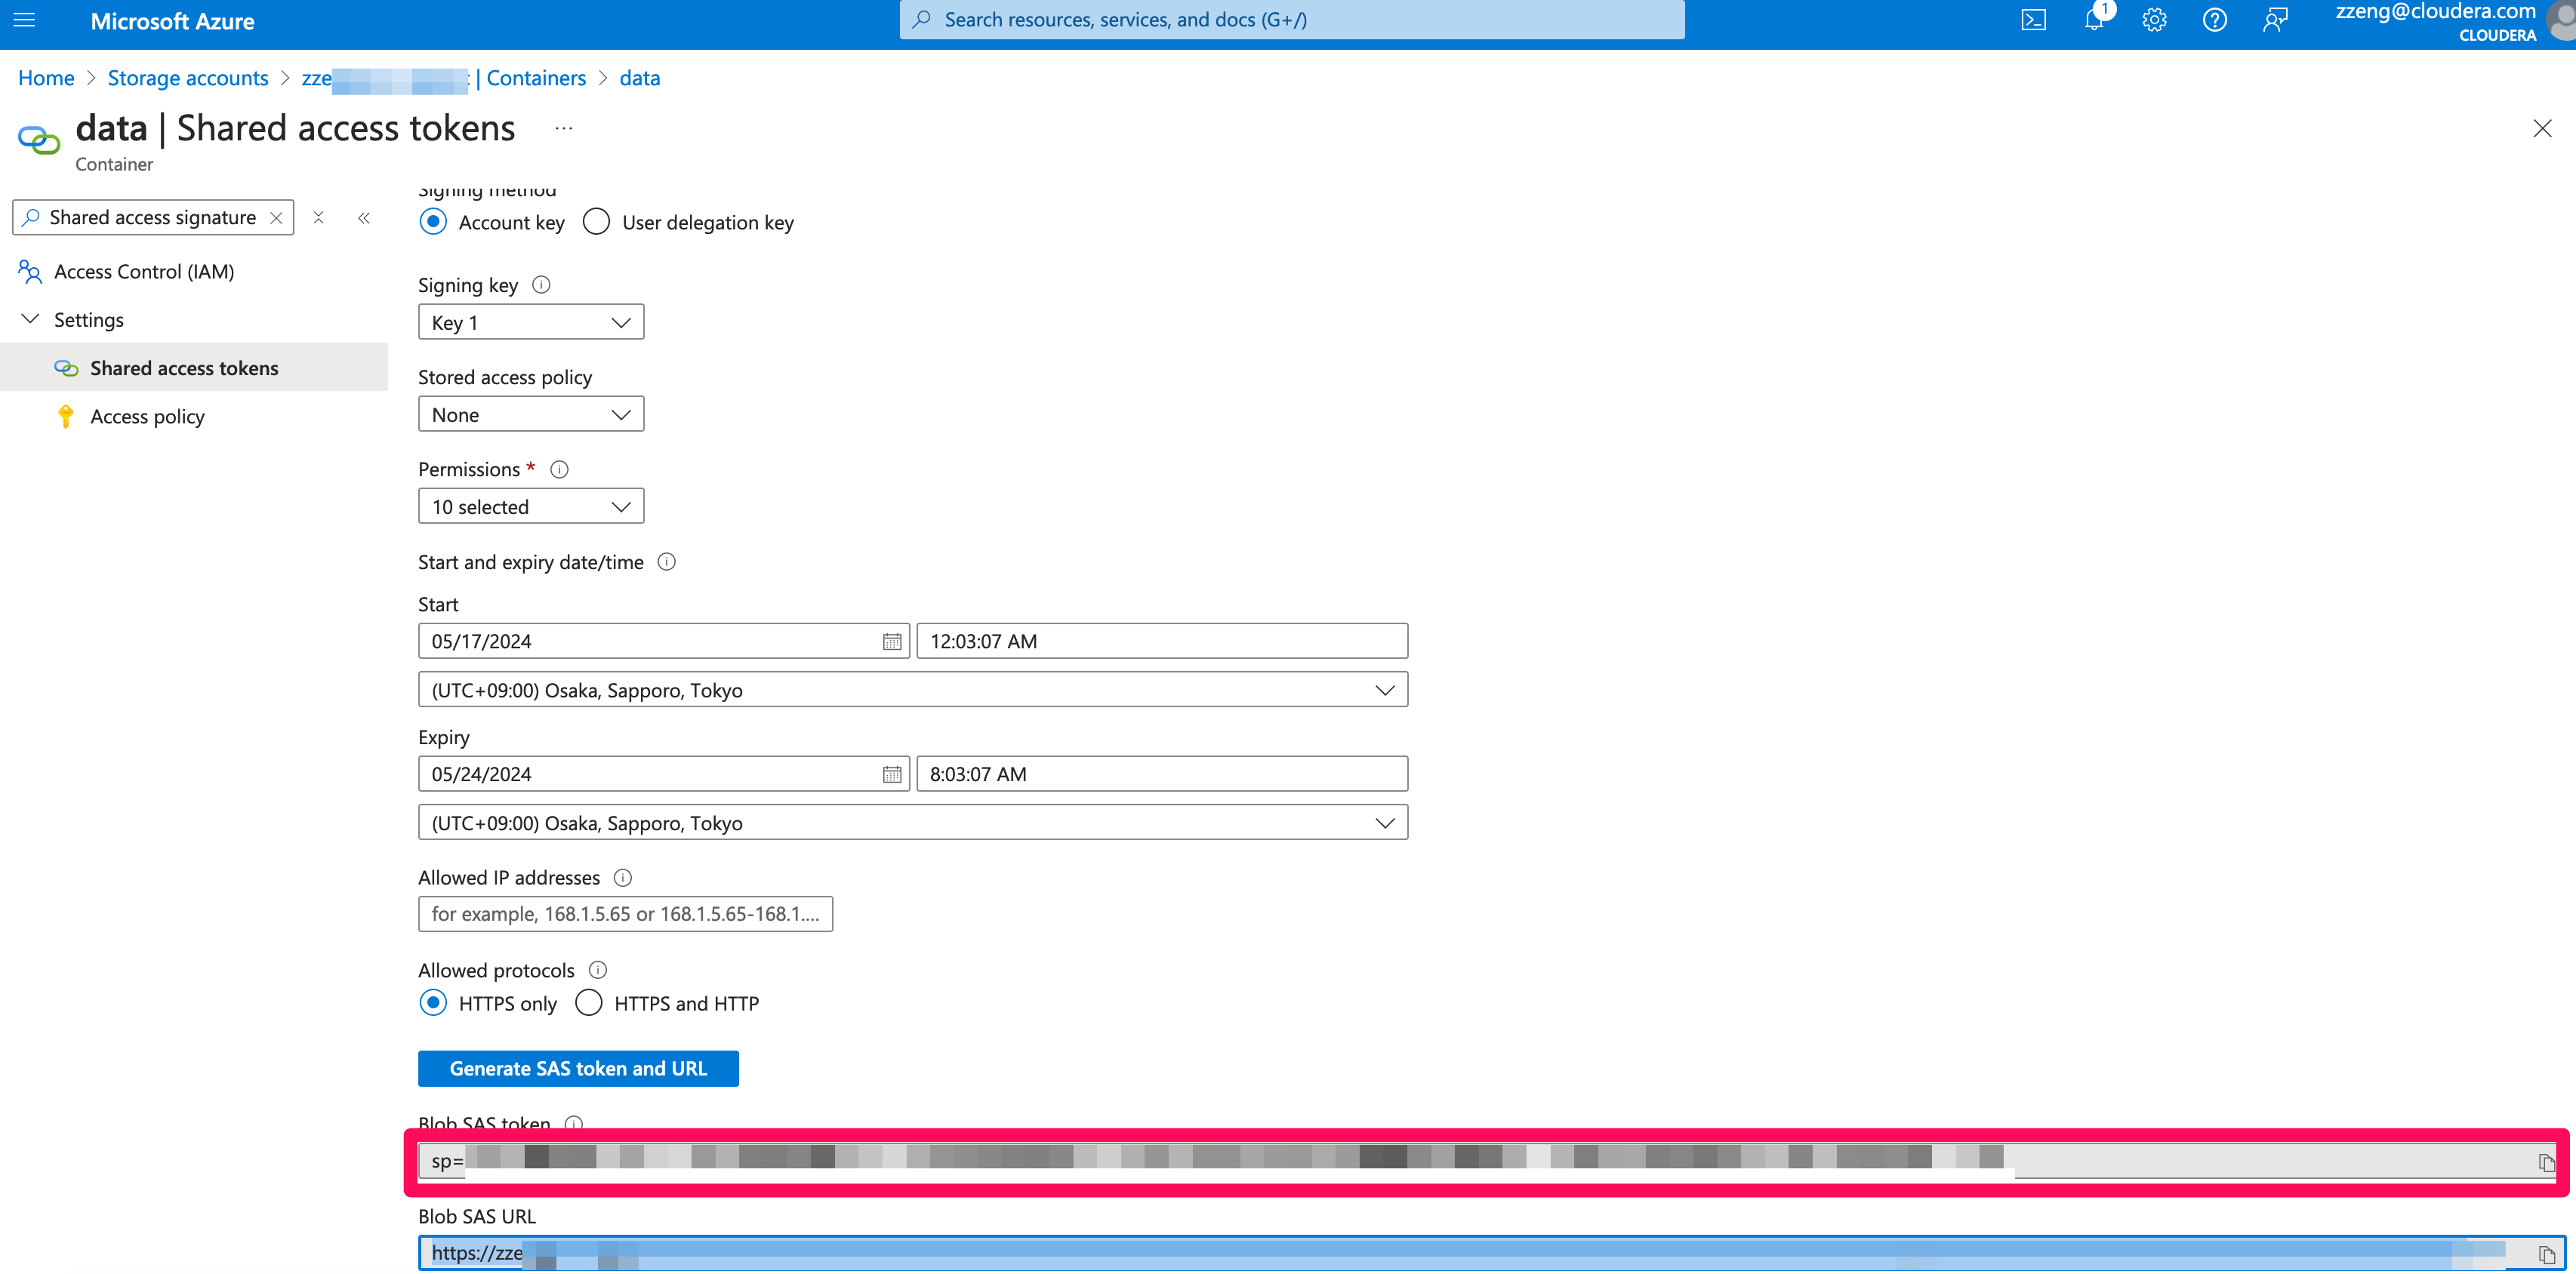 Microsoft Azure
Search resources, services, and docs (G+/)
1
zzeng@cloudera.com
CLOUDERA
Home > Storage accounts > zze | Containers > data
data | Shared access tokens ...
Container
Shared access signature
Access Control (IAM)
Settings
Shared access tokens
Access policy
Signing method
Account key User delegation key
Signing key
Key 1
Stored access policy
None
Permissions *
10 selected
Start and expiry date/time
Start
05/17/2024 12:03:07 AM
(UTC+09:00) Osaka, Sapporo, Tokyo
Expiry
05/24/2024 8:03:07 AM
(UTC+09:00) Osaka, Sapporo, Tokyo
Allowed IP addresses
for example, 168.1.5.65 or 168.1.5.65-168.1....
Allowed protocols
HTTPS only HTTPS and HTTP
Generate SAS token and URL
Blob SAS token
sp=
Blob SAS URL
https://zze